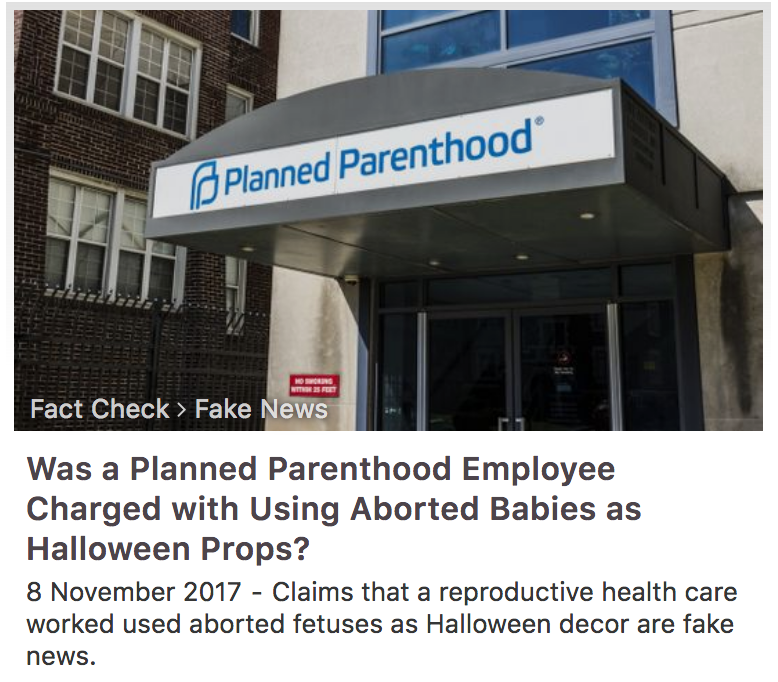 Planned Parenthood®
NO SMOKING
WITHIN 25 FEET
Fact Check > Fake News
Was a Planned Parenthood Employee
Charged with Using Aborted Babies as
Halloween Props?
8 November 2017 - Claims that a reproductive health care
worked used aborted fetuses as Halloween decor are fake
news.